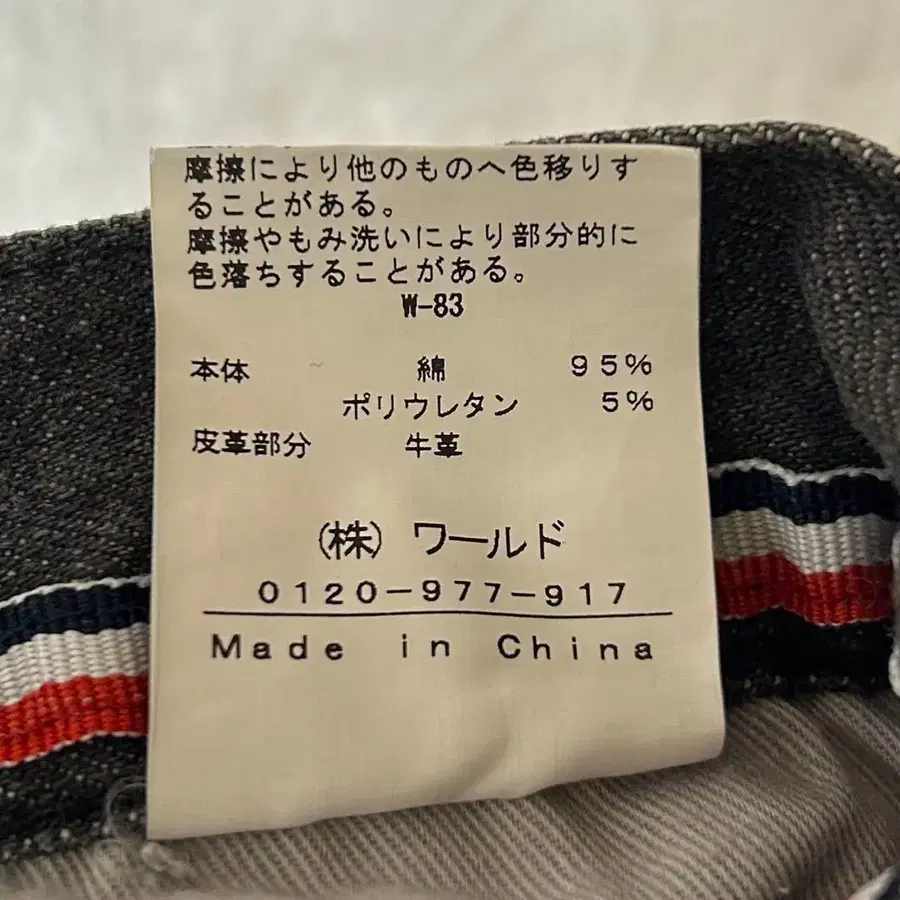 摩擦により他のものへ色移りす
ることがある。
摩擦やもみ洗いにより部分的に
色落ちすることがある。
W-83
本体 綿 95%
ポリウレタン 5%
皮革部分 牛革
(株) ワールド
0120-977-917
Made in China